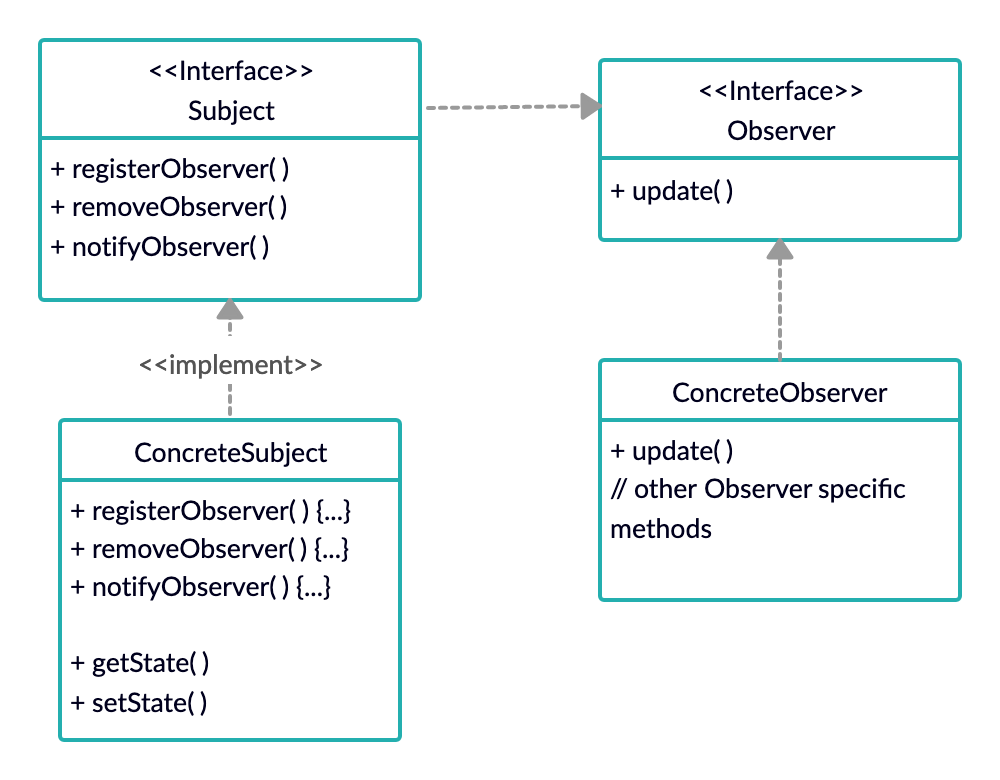 <<Interface>>
Subject
+ registerObserver( )
+ removeObserver( )
+ notifyObserver( )
<<Interface>>
Observer
+ update( )
<<implement>>
ConcreteSubject
+ registerObserver( ) {...}
+ removeObserver( ) {...}
+ notifyObserver( ) {...}
+ getState( )
+ setState( )
ConcreteObserver
+ update( )
// other Observer specific
methods